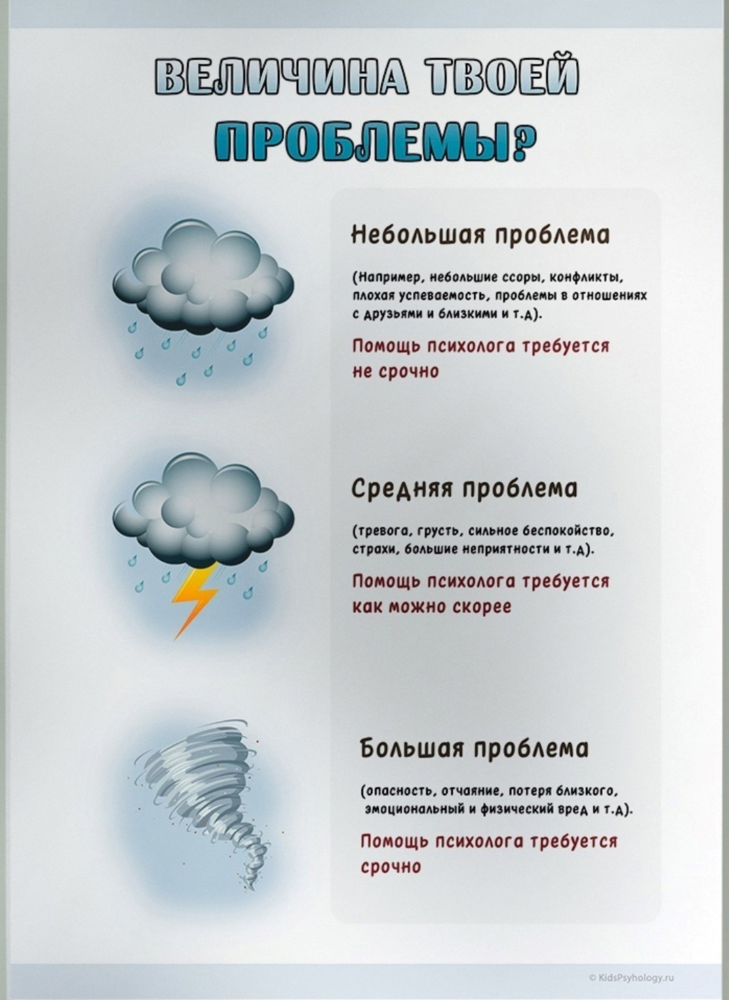 ВЕЛИЧИНА ТВОЕЙ
ПРОБЛЕМЫ?
Небольшая проблема
(Например, небольшие ссоры, конфликты,
плохая успеваемость, проблемы в отношениях
с друзьями и близкими и т.д).
Помощь психолога требуется
не срочно
Средняя проблема
(тревога, грусть, сильное беспокойство,
страхи, большие неприятности и т.д).
Помощь психолога требуется
как можно скорее
Большая проблема
(опасность, отчаяние, потеря близкого,
эмоциональный и физический вред и т.д).
Помощь психолога требуется
срочно
© KidsPsyhology.ru